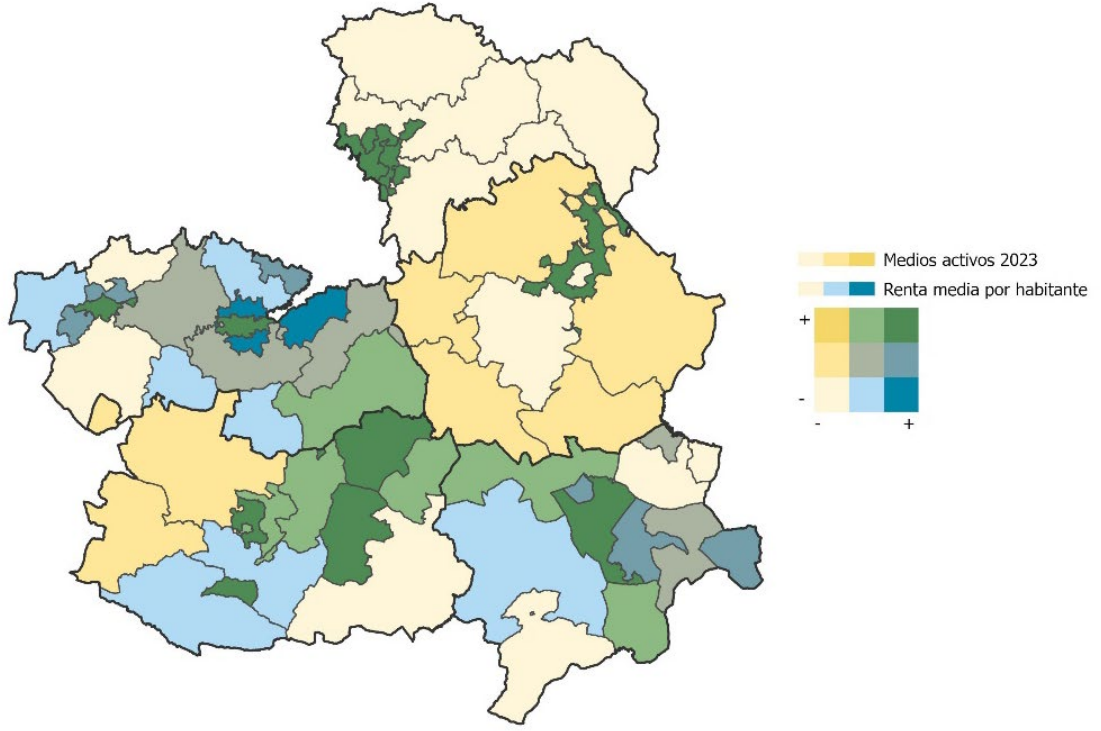 Medios activos 2023
Renta media por habitante
+
-
- +